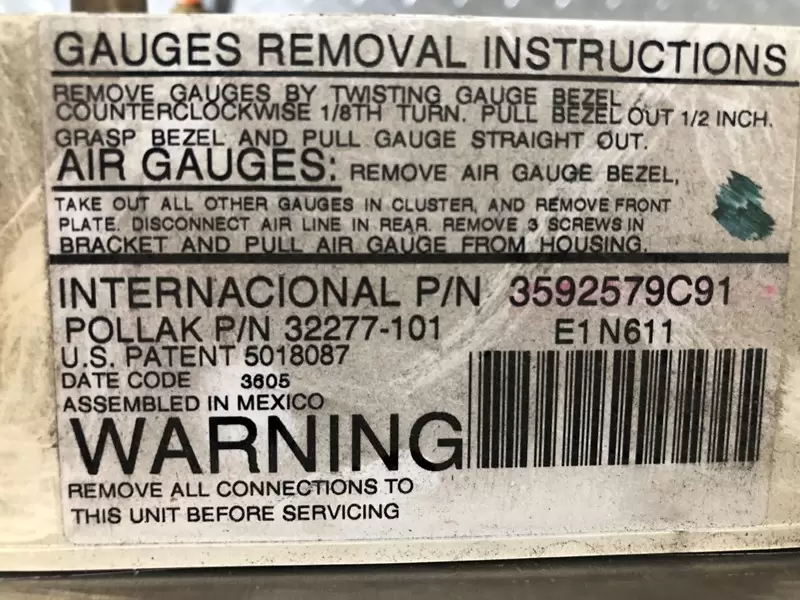 GAUGES REMOVAL INSTRUCTIONS
REMOVE GAUGES BY TWISTING GAUGE BEZEL
COUNTERCLOCKWISE 1/8TH TURN. PULL BEZEL OUT 1/2 INCH.
GRASP BEZEL AND PULL GAUGE STRAIGHT OUT.
AIR GAUGES: REMOVE AIR GAUGE BEZEL,
TAKE OUT ALL OTHER GAUGES IN CLUSTER, AND REMOVE FRONT
PLATE. DISCONNECT AIR LINE IN REAR. REMOVE 3 SCREWS IN
BRACKET AND PULL AIR GAUGE FROM HOUSING.
INTERNACIONAL P/N 3592579C91
POLLAK P/N 32277-101 E1N611
U.S. PATENT 5018087
DATE CODE 3605
ASSEMBLED IN MEXICO
WARNING
REMOVE ALL CONNECTIONS TO
THIS UNIT BEFORE SERVICING